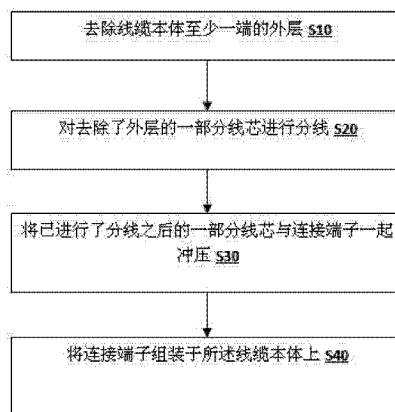 去除线缆本体至少一端的外层 S10
对去除了外层的一部分线芯进行分线 S20
将已进行了分线之后的一部分线芯与连接端子一起
冲压 S30
将连接端子组装于所述线缆本体上 S40